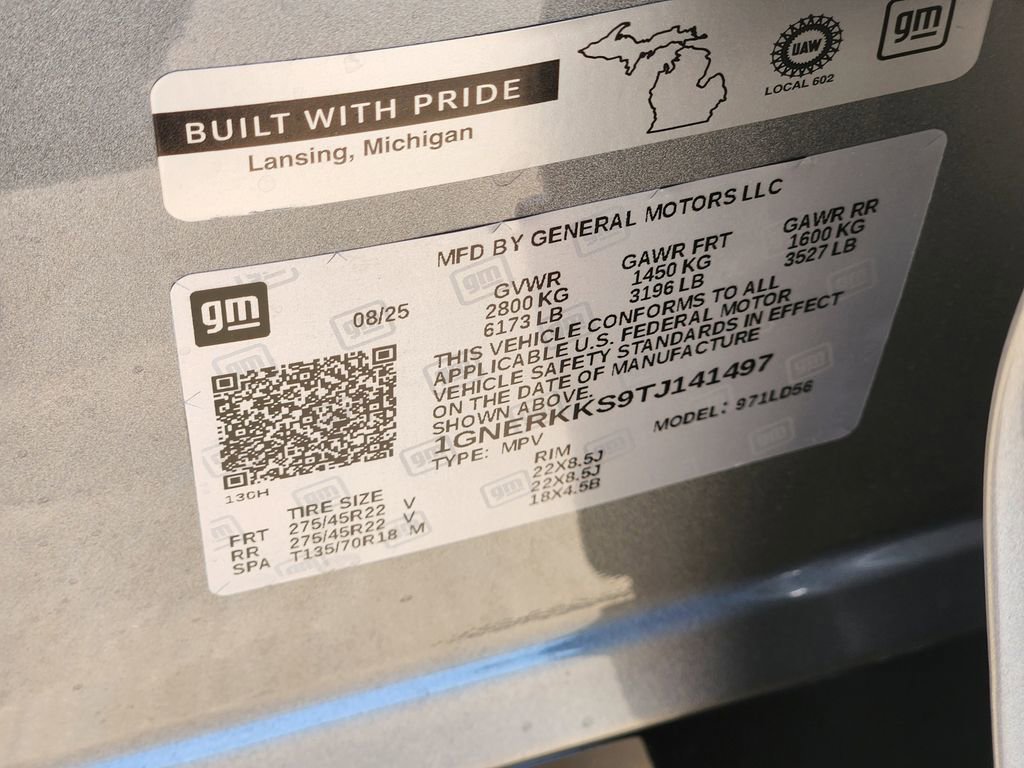 BUILT WITH PRIDE
Lansing, Michigan
UAW
LOCAL 602
gm
MFD BY GENERAL MOTORS LLC
gm
08/25
GVWR
2800 KG
6173 LB
GAWR FRT
1450 KG
3196 LB
GAWR RR
1600 KG
3527 LB
THIS VEHICLE CONFORMS TO ALL
APPLICABLE U.S. FEDERAL MOTOR
VEHICLE SAFETY STANDARDS IN EFFECT
ON THE DATE OF MANUFACTURE
SHOWN ABOVE.
1GNERKKS9TJ141497
TYPE: MPV
MODEL: 971LD56
13GH
TIRE SIZE
RIM
FRT 275/45R22 V 22X8.5J
RR 275/45R22 V 22X8.5J
SPA T135/70R18 M 18X4.5B